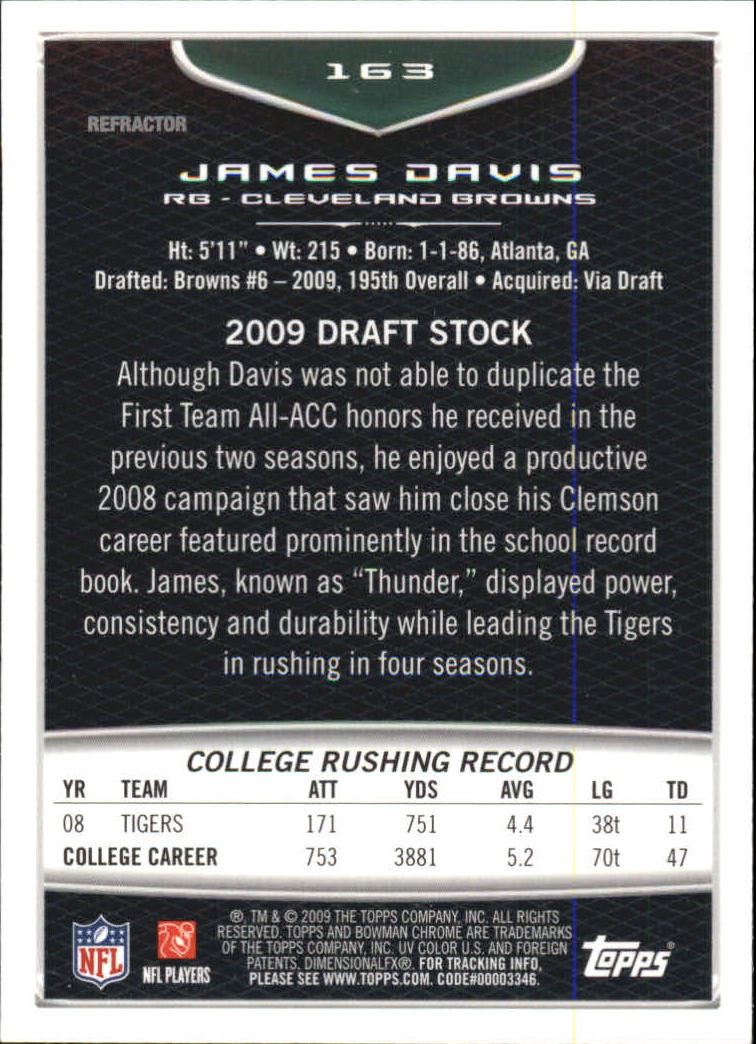 163
REFRACTOR
JAMES DAVIS
RB - CLEVELAND BROWNS
Ht: 5'11" • Wt: 215 • Born: 1-1-86, Atlanta, GA
Drafted: Browns #6 – 2009, 195th Overall • Acquired: Via Draft
2009 DRAFT STOCK
Although Davis was not able to duplicate the
First Team All-ACC honors he received in the
previous two seasons, he enjoyed a productive
2008 campaign that saw him close his Clemson
career featured prominently in the school record
book. James, known as “Thunder,” displayed power,
consistency and durability while leading the Tigers
in rushing in four seasons.
COLLEGE RUSHING RECORD
YR TEAM ATT YDS AVG LG TD
08 TIGERS 171 751 4.4 38t 11
COLLEGE CAREER 753 3881 5.2 70t 47
®, TM & © 2009 THE TOPPS COMPANY, INC. ALL RIGHTS
RESERVED. TOPPS AND BOWMAN CHROME ARE TRADEMARKS
OF THE TOPPS COMPANY, INC. UV COLOR U.S. AND FOREIGN
PATENTS. DIMENSIONALFX®. FOR TRACKING INFO,
PLEASE SEE WWW.TOPPS.COM. CODE#00003346.
NFL
NFL PLAYERS
Topps®